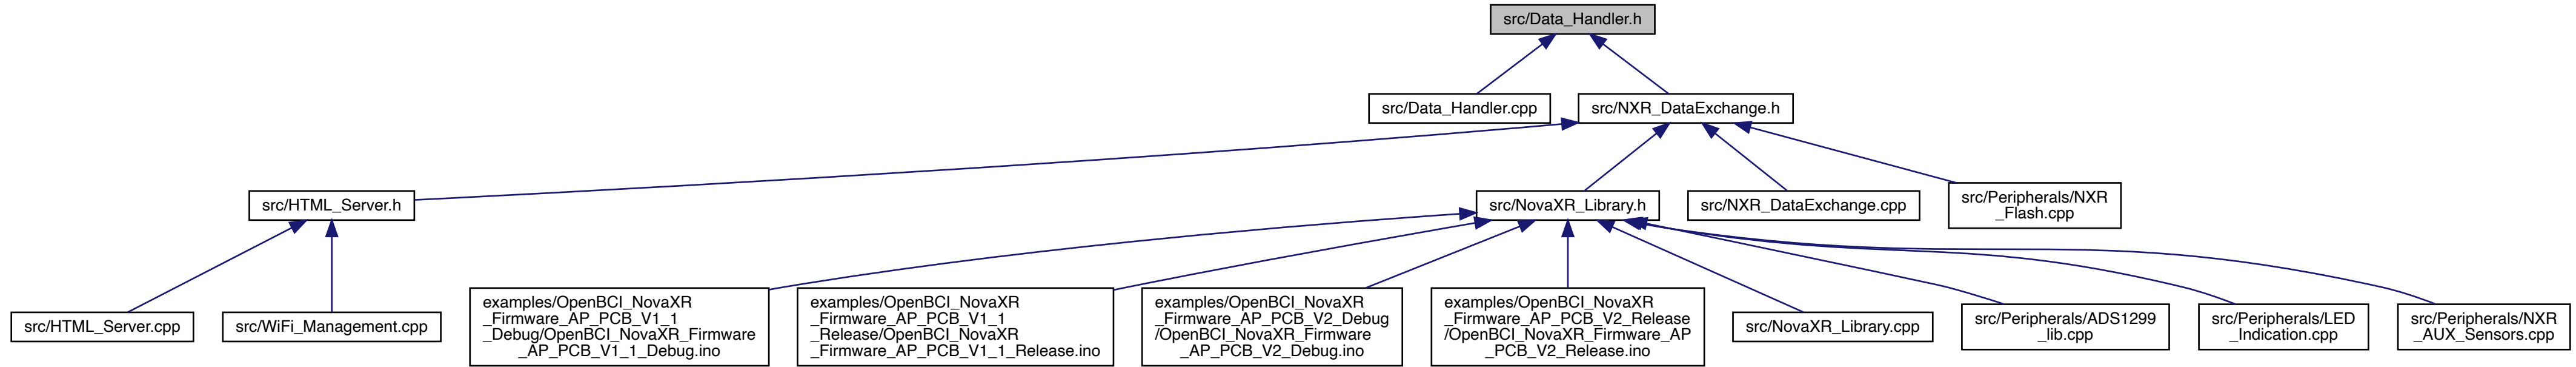 src/Data_Handler.h
src/Data_Handler.cpp
src/NXR_DataExchange.h
src/HTML_Server.h
src/NovaXR_Library.h
src/NXR_DataExchange.cpp
src/Peripherals/NXR
_Flash.cpp
src/HTML_Server.cpp
src/WiFi_Management.cpp
examples/OpenBCI_NovaXR
_Firmware_AP_PCB_V1_1
_Debug/OpenBCI_NovaXR_Firmware
_AP_PCB_V1_1_Debug.ino
examples/OpenBCI_NovaXR
_Firmware_AP_PCB_V1_1
_Release/OpenBCI_NovaXR
_Firmware_AP_PCB_V1_1_Release.ino
examples/OpenBCI_NovaXR
_Firmware_AP_PCB_V2_Debug
/OpenBCI_NovaXR_Firmware
_AP_PCB_V2_Debug.ino
examples/OpenBCI_NovaXR
_Firmware_AP_PCB_V2_Release
/OpenBCI_NovaXR_Firmware_AP
_PCB_V2_Release.ino
src/NovaXR_Library.cpp
src/Peripherals/ADS1299
_lib.cpp
src/Peripherals/LED
_Indication.cpp
src/Peripherals/NXR
_AUX_Sensors.cpp